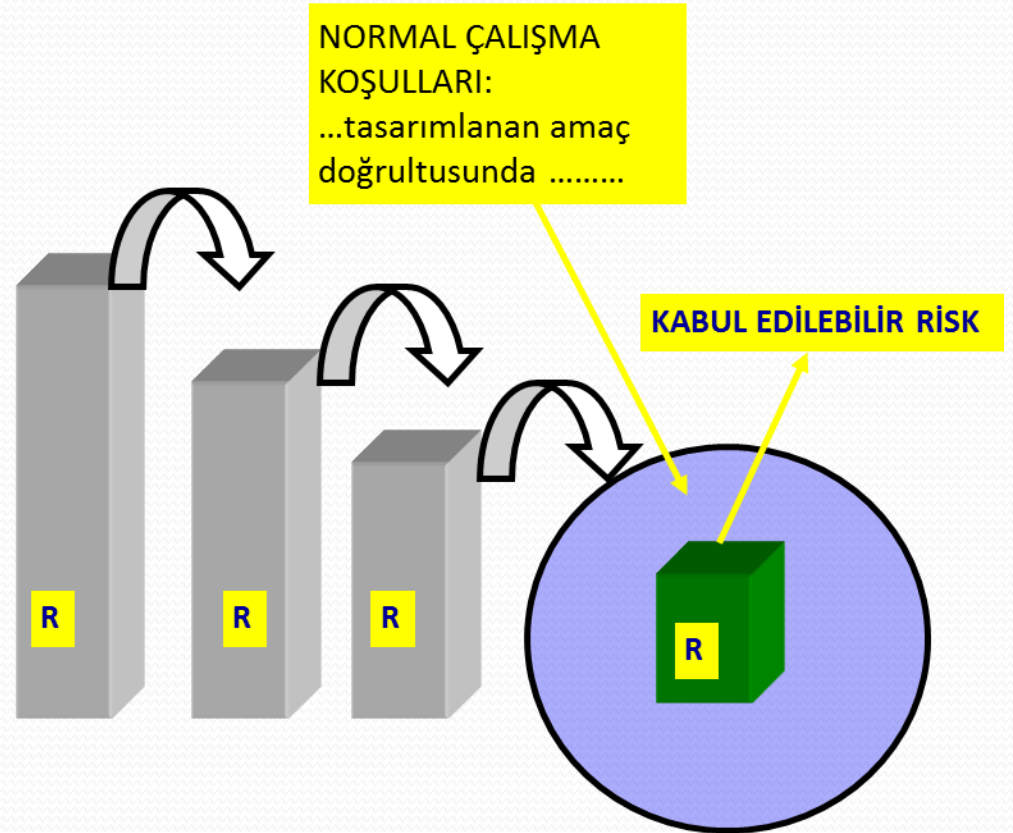 NORMAL ÇALIŞMA
KOŞULLARI:
...tasarımlanan amaç
doğrultusunda .........
KABUL EDİLEBİLİR RİSK
R
R
R
R